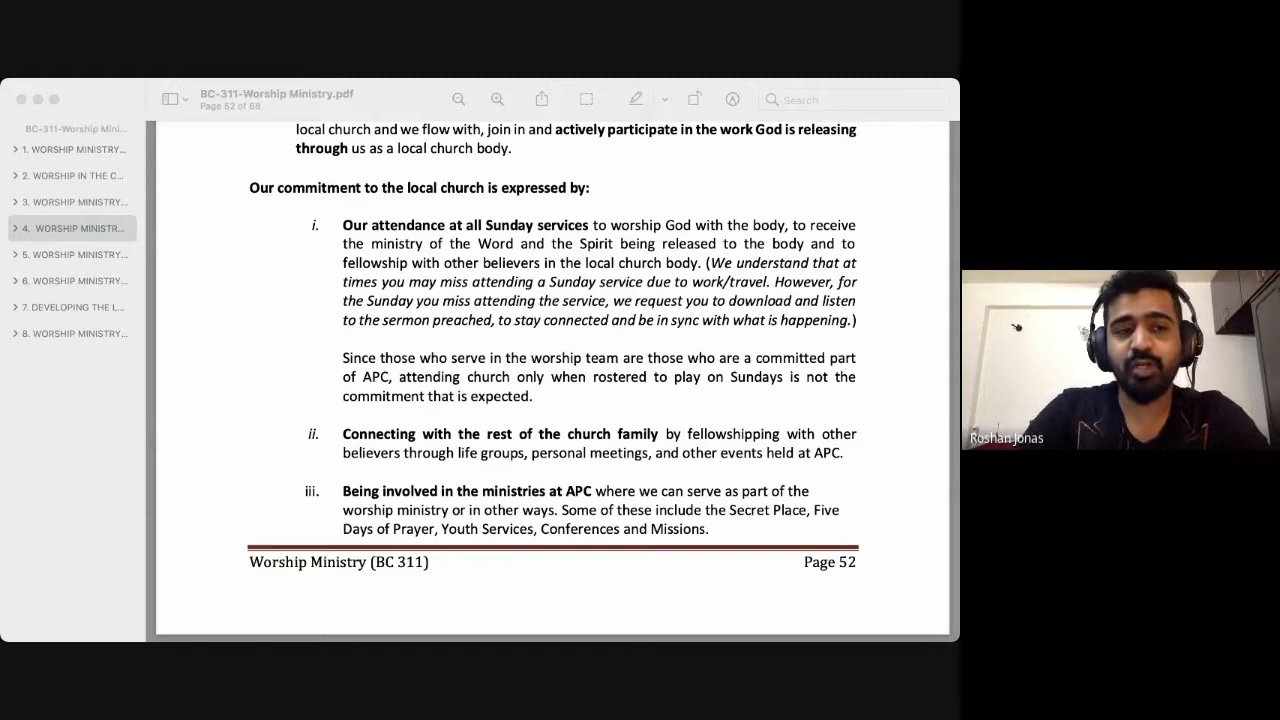 BC-311-Worship Ministry.pdf
Page 52 of 68
Search
BC-311-Worship Mini...
1. WORSHIP MINISTRY...
2. WORSHIP IN THE C...
3. WORSHIP MINISTRY...
4. WORSHIP MINISTR...
5. WORSHIP MINISTRY...
6. WORSHIP MINISTRY...
7. DEVELOPING THE L...
8. WORSHIP MINISTRY...
local church and we flow with, join in and actively participate in the work God is releasing
through us as a local church body.
Our commitment to the local church is expressed by:
i. Our attendance at all Sunday services to worship God with the body, to receive
the ministry of the Word and the Spirit being released to the body and to
fellowship with other believers in the local church body. (We understand that at
times you may miss attending a Sunday service due to work/travel. However, for
the Sunday you miss attending the service, we request you to download and listen
to the sermon preached, to stay connected and be in sync with what is happening.)
Since those who serve in the worship team are those who are a committed part
of APC, attending church only when rostered to play on Sundays is not the
commitment that is expected.
ii. Connecting with the rest of the church family by fellowshipping with other
believers through life groups, personal meetings, and other events held at APC.
iii. Being involved in the ministries at APC where we can serve as part of the
worship ministry or in other ways. Some of these include the Secret Place, Five
Days of Prayer, Youth Services, Conferences and Missions.
Worship Ministry (BC 311) Page 52
Roshan Jonas